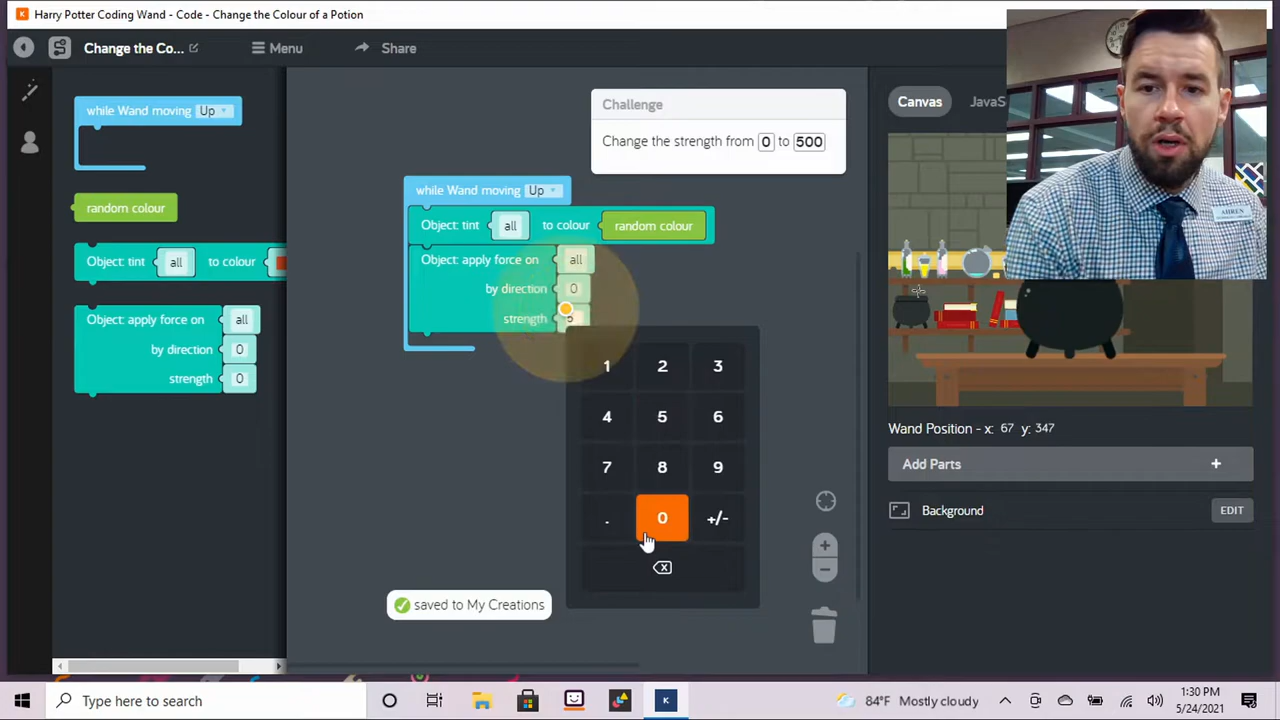 Harry Potter Coding Wand - Code - Change the Colour of a Potion
Change the Co...
Menu
Share
while Wand moving Up
random colour
Object: tint all to colour
Object: apply force on all
by direction 0
strength 0
Challenge
Change the strength from 0 to 500
while Wand moving Up
Object: tint all to colour random colour
Object: apply force on all
by direction 0
strength
1 2 3
4 5 6
7 8 9
. 0 +/-
saved to My Creations
Canvas
JavaS
AHREN
Wand Position - x: 67 y: 347
Add Parts +
Background
EDIT
Type here to search
K
84°F Mostly cloudy
1:30 PM
5/24/2021